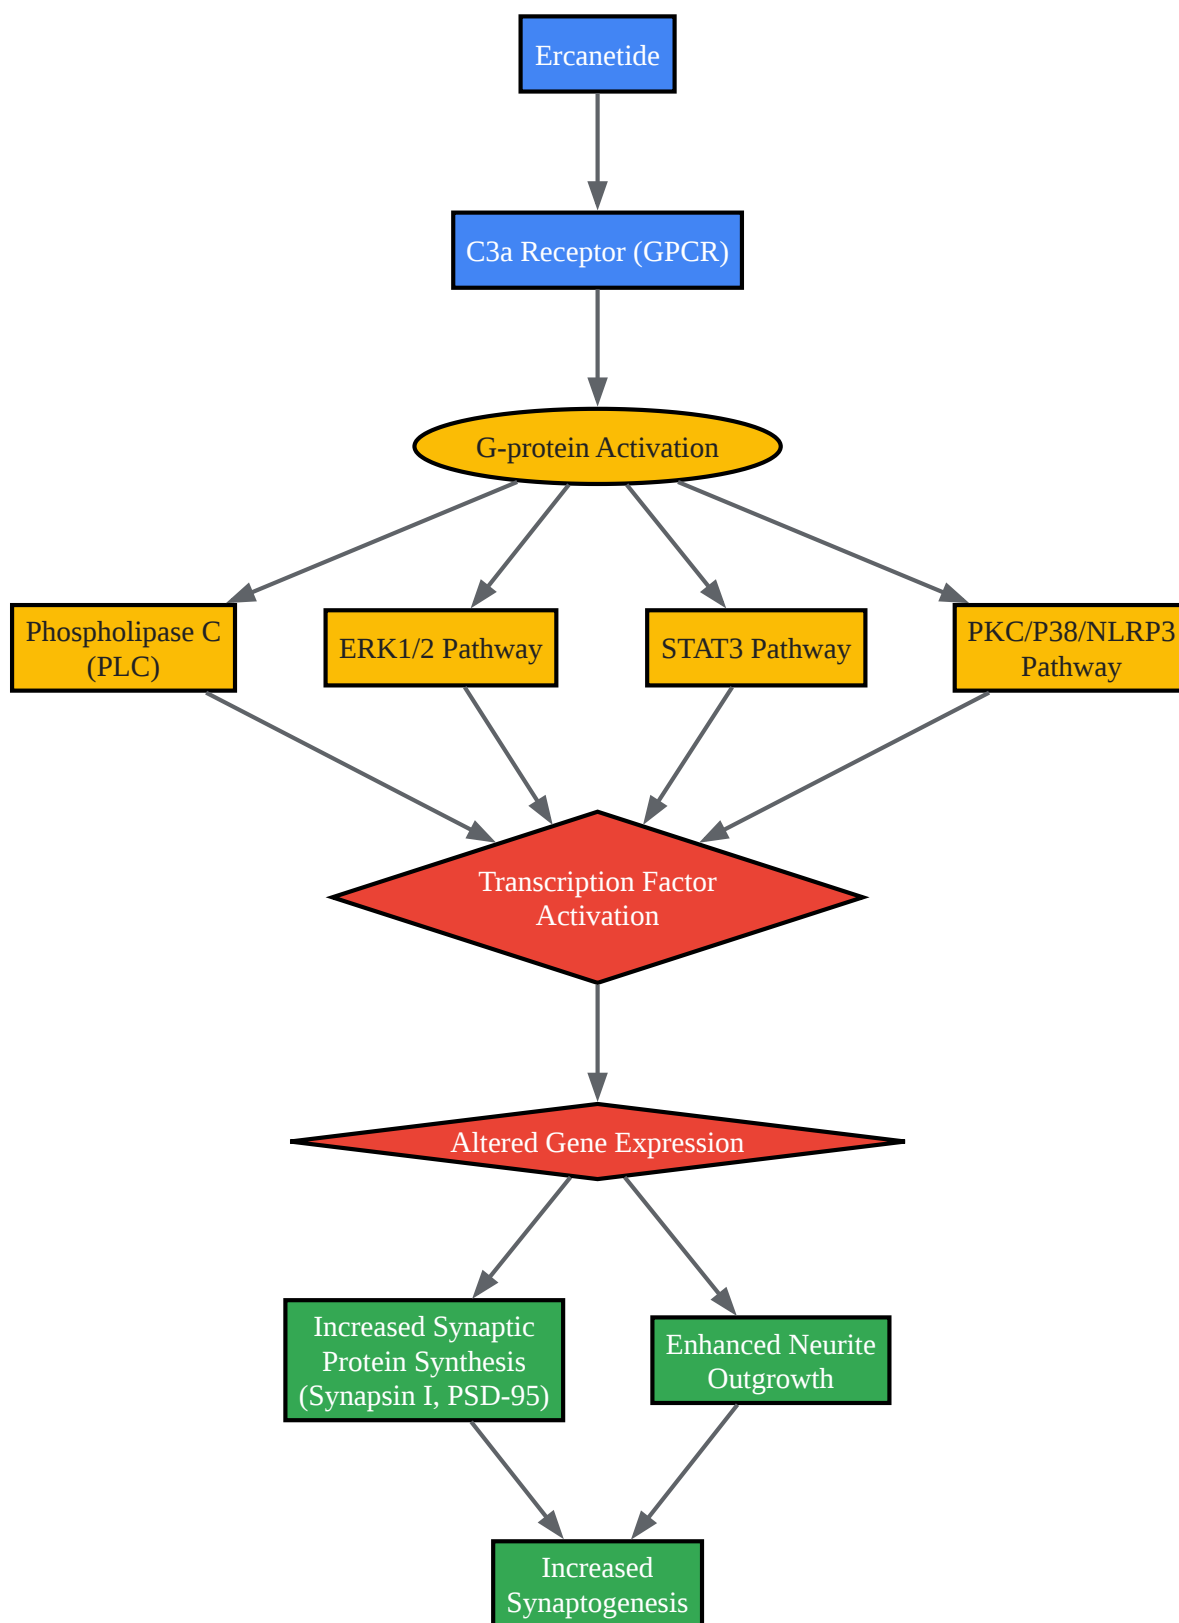 Ercanetide
C3a Receptor (GPCR)
G-protein Activation
Phospholipase C
(PLC)
ERK1/2 Pathway
STAT3 Pathway
PKC/P38/NLRP3
Pathway
Transcription Factor
Activation
Altered Gene Expression
Increased Synaptic
Protein Synthesis
(Synapsin I, PSD-95)
Enhanced Neurite
Outgrowth
Increased
Synaptogenesis